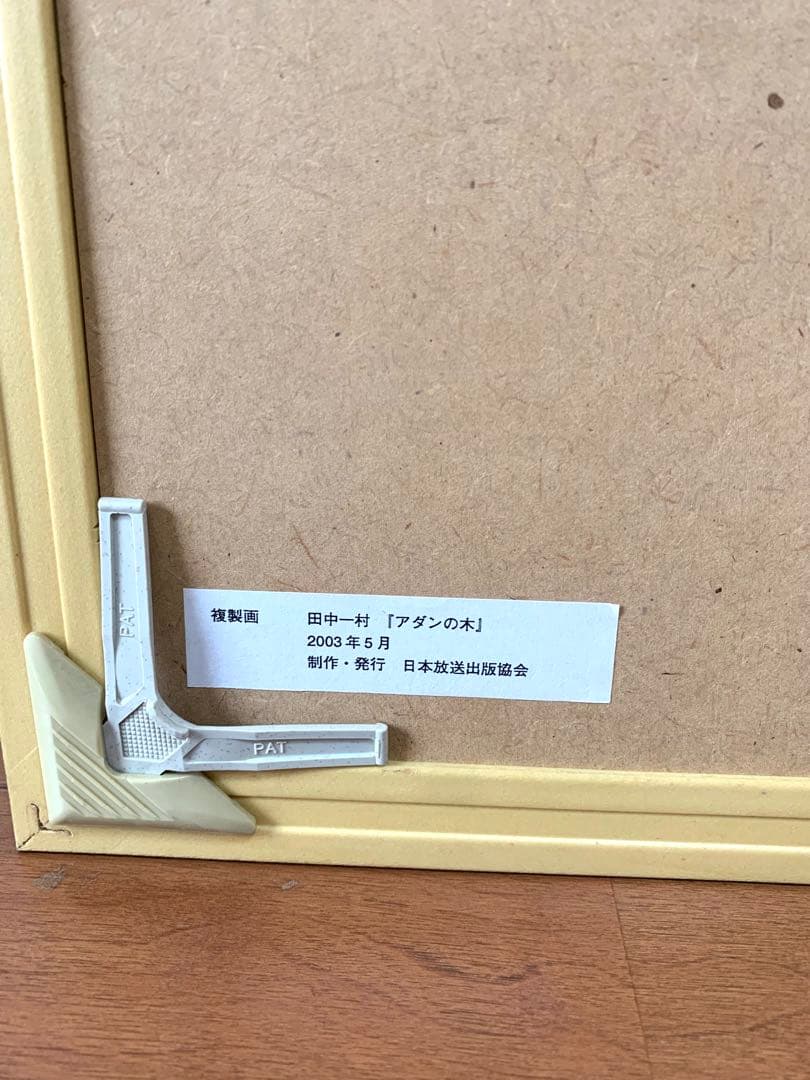 複製画　田中一村　『アダンの木』
2003年5月
制作・発行　日本放送出版協会
PAT
PAT